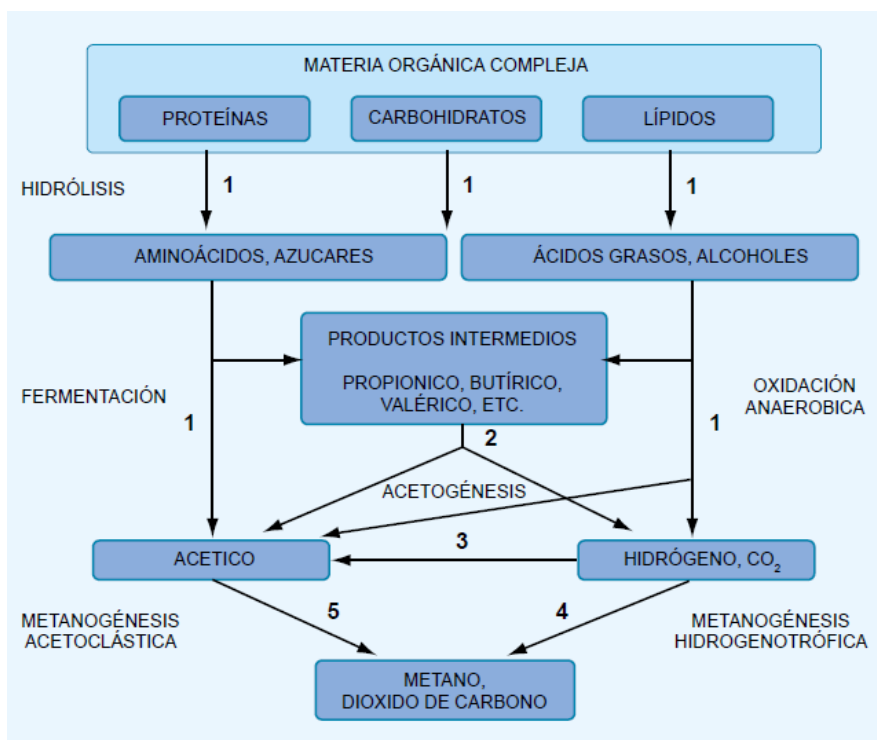 MATERIA ORGÁNICA COMPLEJA
PROTEÍNAS
CARBOHIDRATOS
LÍPIDOS
HIDRÓLISIS
1
1
1
AMINOÁCIDOS, AZUCARES
ÁCIDOS GRASOS, ALCOHOLES
PRODUCTOS INTERMEDIOS
PROPIONICO, BUTÍRICO,
VALÉRICO, ETC.
FERMENTACIÓN
1
2
1
OXIDACIÓN
ANAEROBICA
ACETOGÉNESIS
ACETICO
3
HIDRÓGENO, CO₂
METANOGÉNESIS
ACETOCLÁSTICA
5
4
METANOGÉNESIS
HIDROGENOTRÓFICA
METANO,
DIOXIDO DE CARBONO